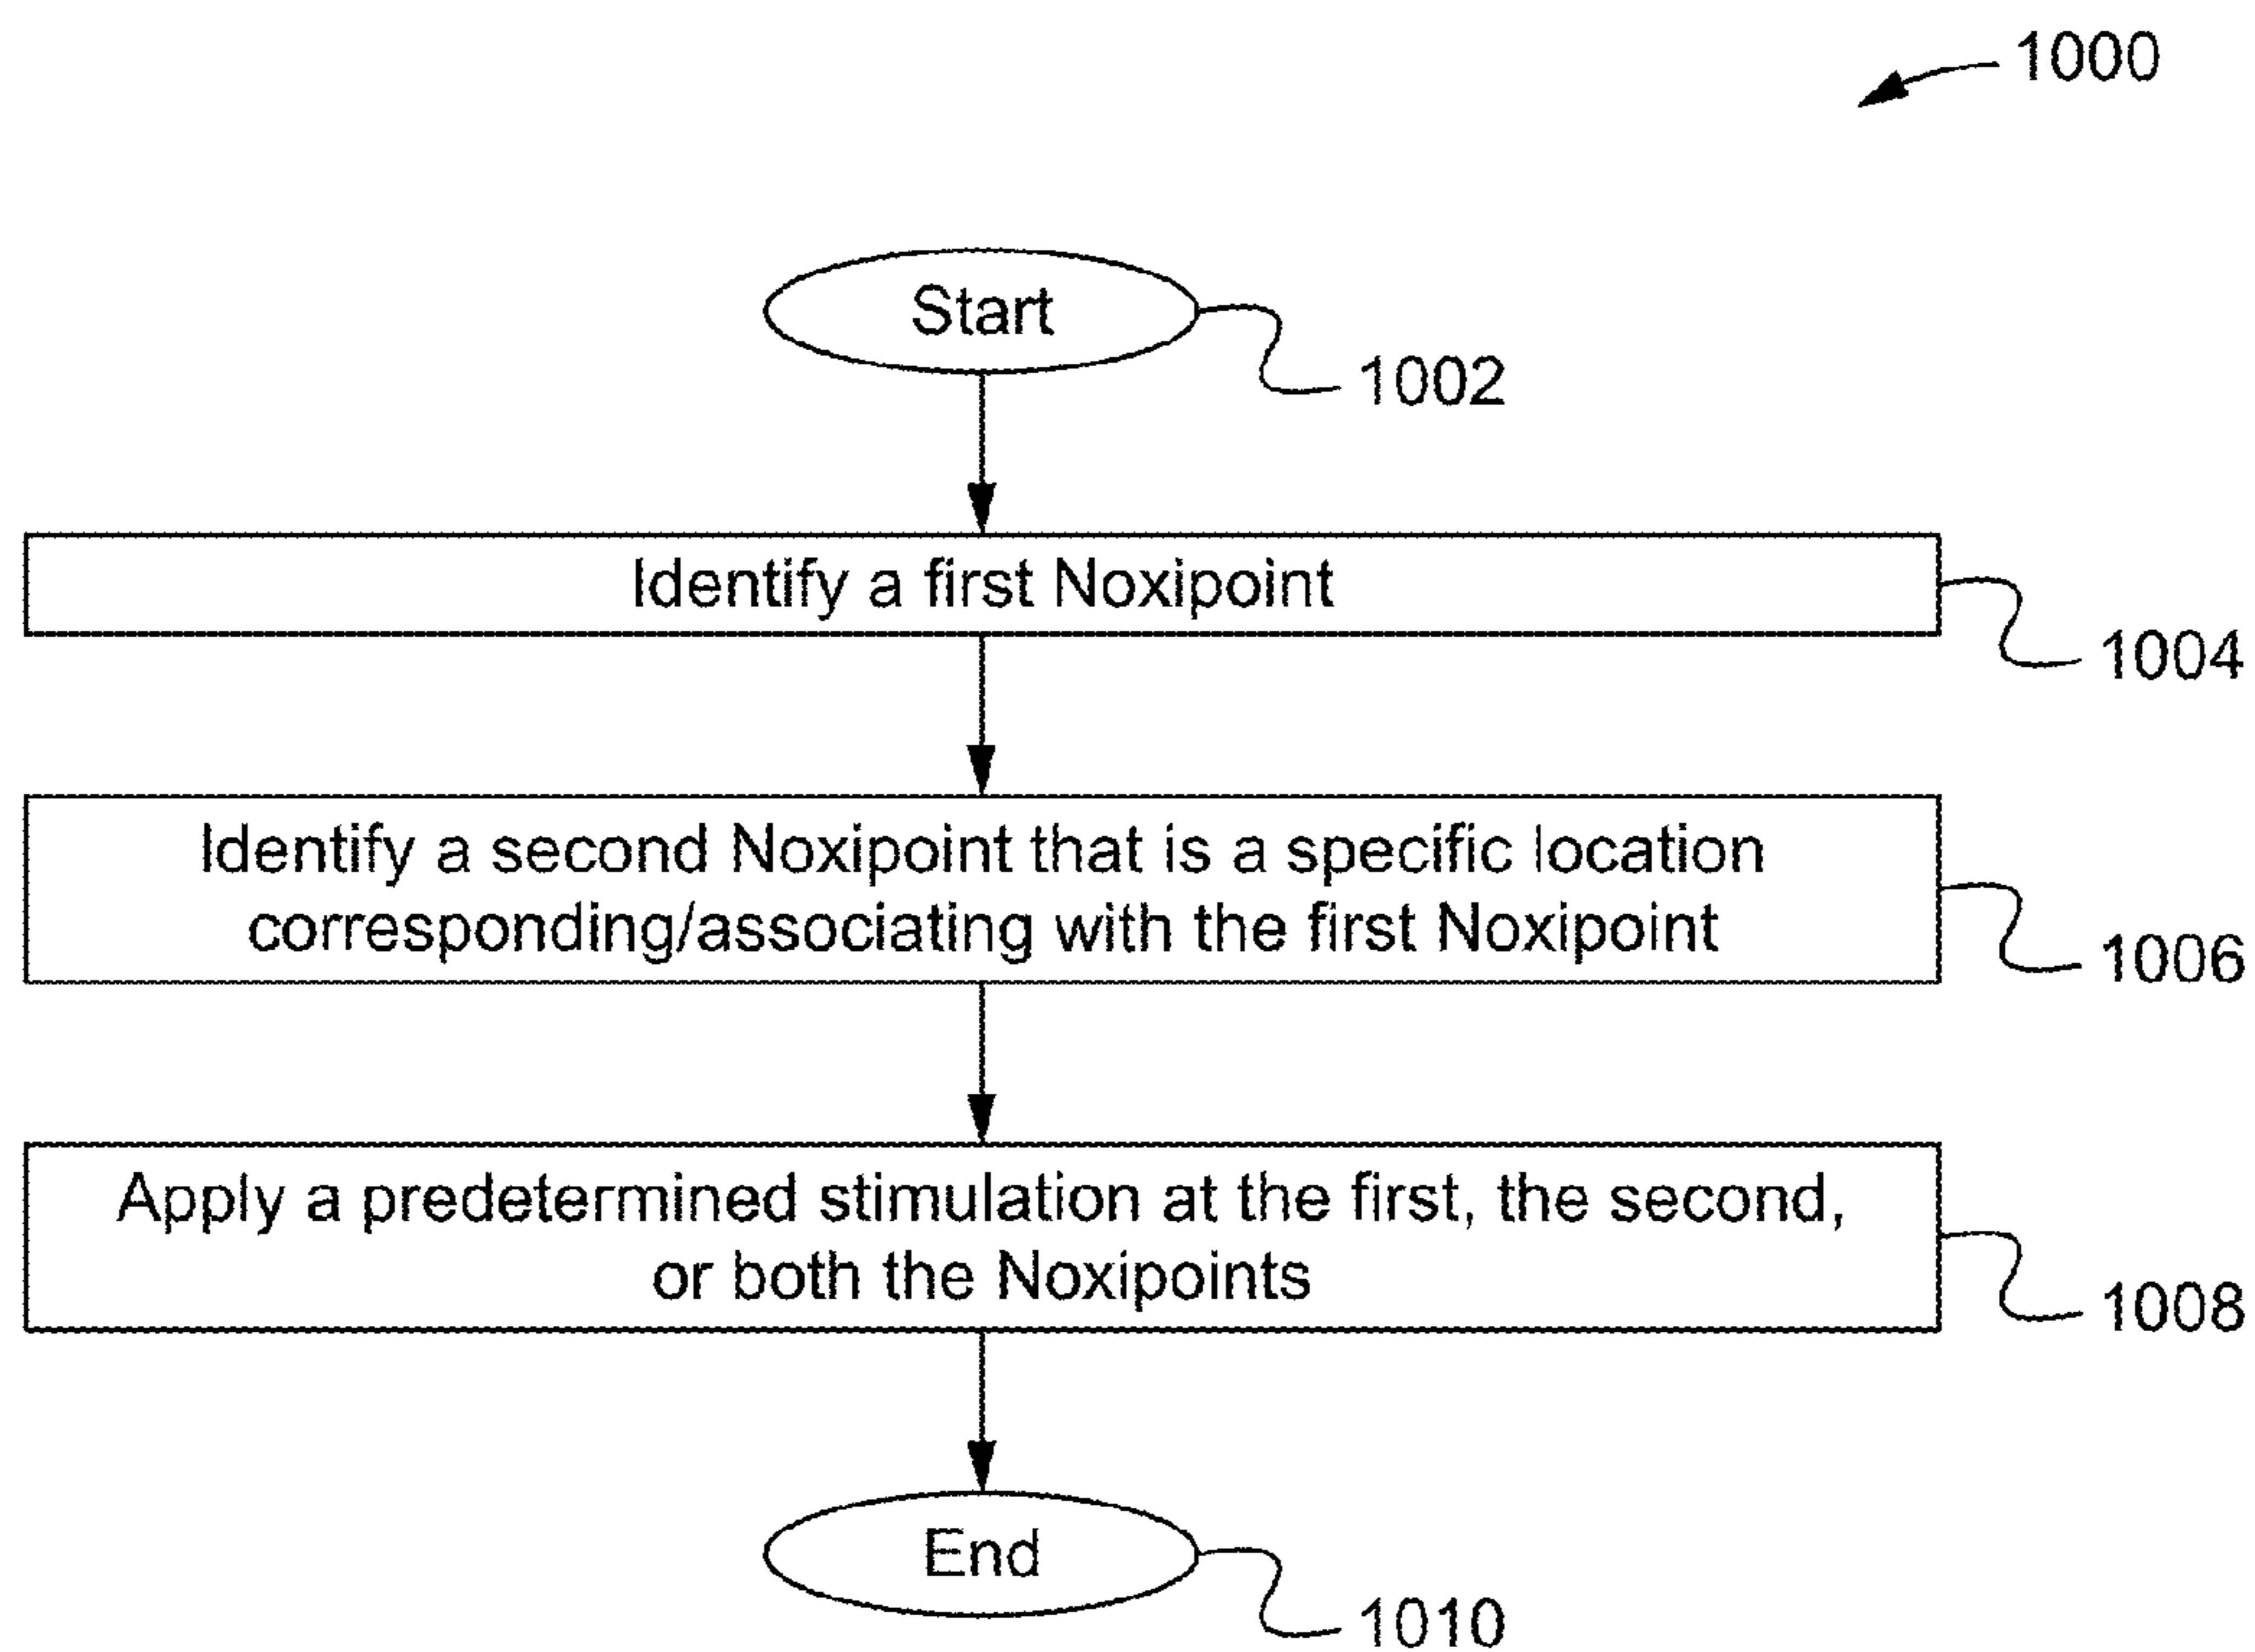 1000
Start
1002
Identify a first Noxipoint
1004
Identify a second Noxipoint that is a specific location
corresponding/associating with the first Noxipoint
1006
Apply a predetermined stimulation at the first, the second,
or both the Noxipoints
1008
End
1010